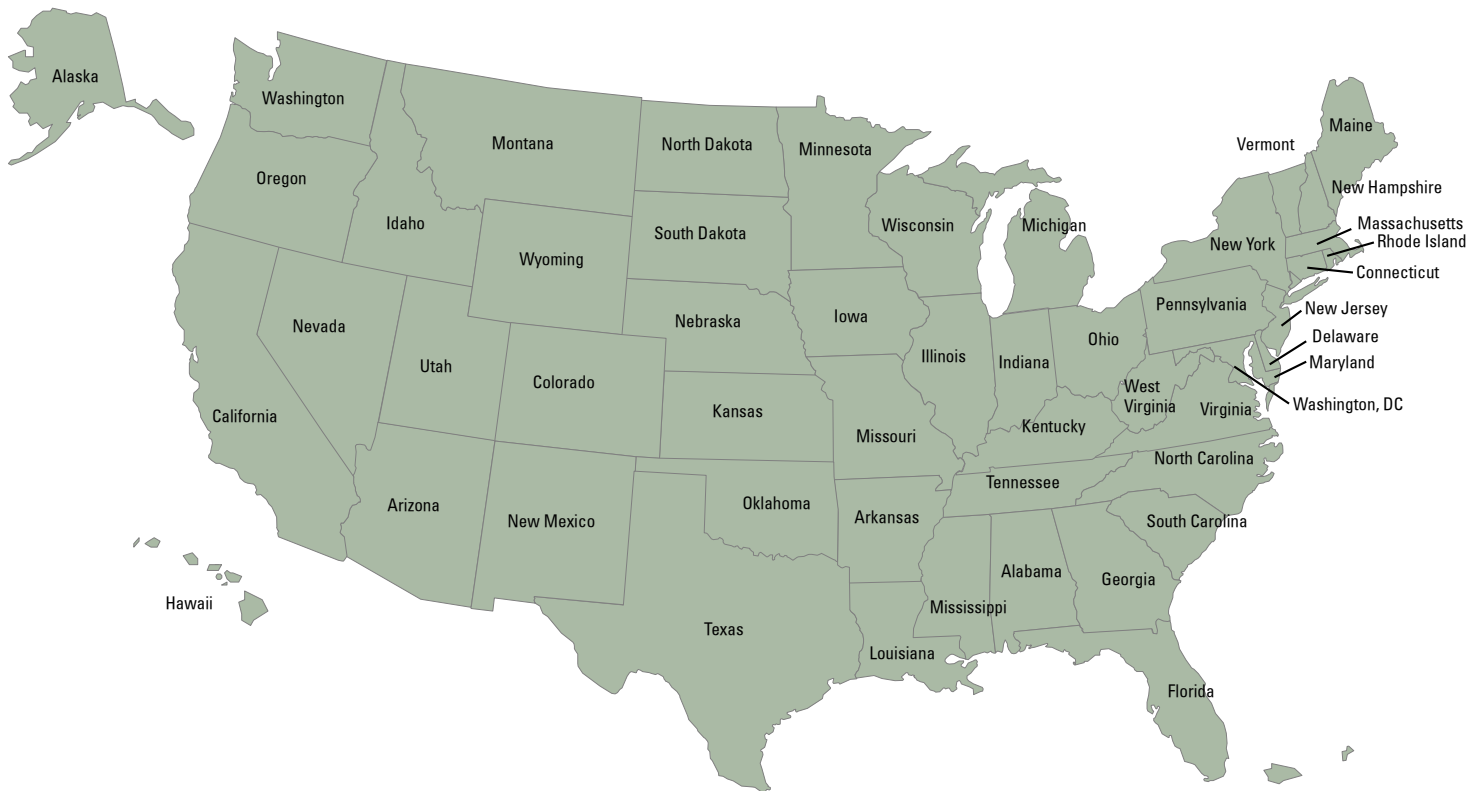 Alaska
Washington
Montana
North Dakota
Minnesota
Maine
Vermont
Oregon
Idaho
Wyoming
South Dakota
Wisconsin
Michigan
New York
New Hampshire
Massachusetts
Rhode Island
Connecticut
Nevada
Utah
Colorado
Nebraska
Iowa
Illinois
Indiana
Ohio
Pennsylvania
New Jersey
Delaware
Maryland
Washington, DC
California
Kansas
Missouri
Kentucky
West
Virginia
Virginia
Arizona
New Mexico
Oklahoma
Arkansas
Tennessee
North Carolina
South Carolina
Hawaii
Texas
Louisiana
Mississippi
Alabama
Georgia
Florida